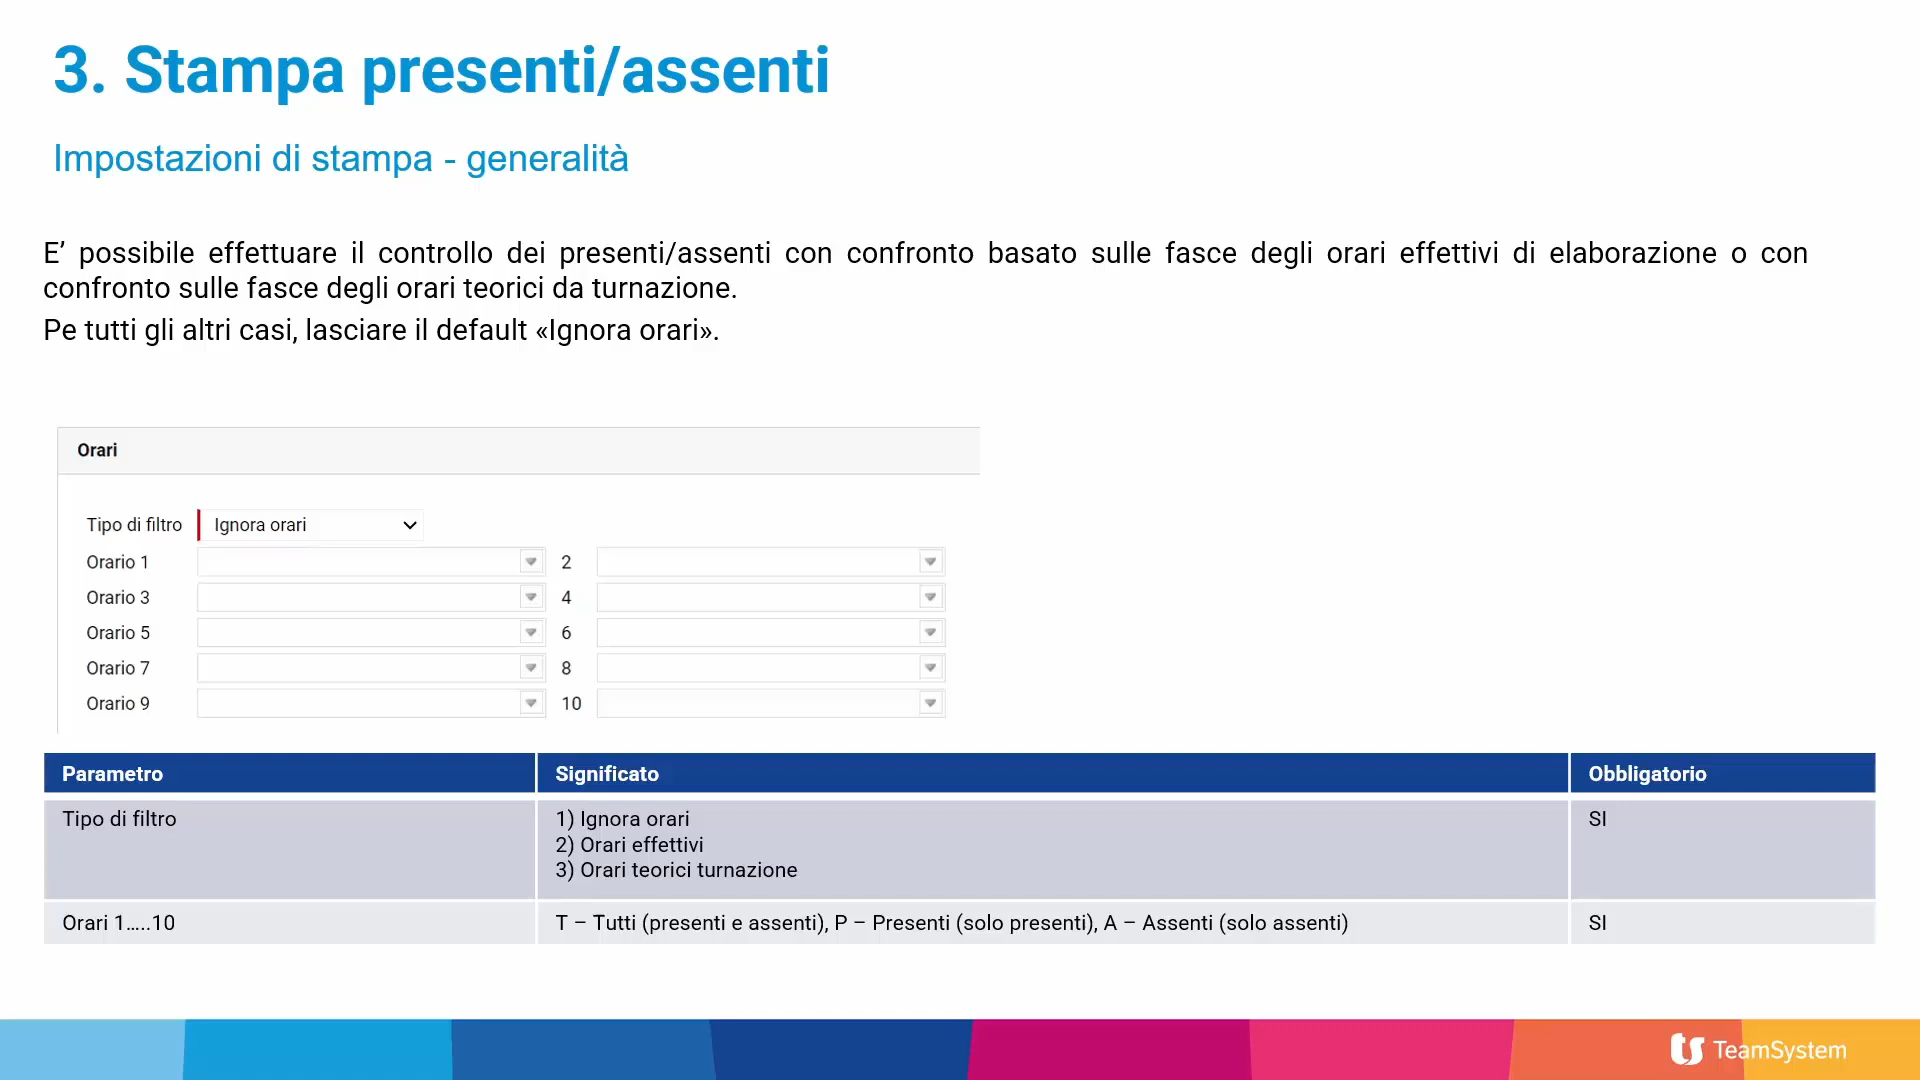 3. Stampa presenti/assenti
Impostazioni di stampa - generalità
E’ possibile effettuare il controllo dei presenti/assenti con confronto basato sulle fasce degli orari effettivi di elaborazione o con
confronto sulle fasce degli orari teorici da turnazione.
Pe tutti gli altri casi, lasciare il default «Ignora orari».
Orari
Tipo di filtro Ignora orari
Orario 1 2
Orario 3 4
Orario 5 6
Orario 7 8
Orario 9 10
Parametro Significato Obbligatorio
Tipo di filtro 1) Ignora orari SI
2) Orari effettivi
3) Orari teorici turnazione
Orari 1.....10 T – Tutti (presenti e assenti), P – Presenti (solo presenti), A – Assenti (solo assenti) SI
TeamSystem